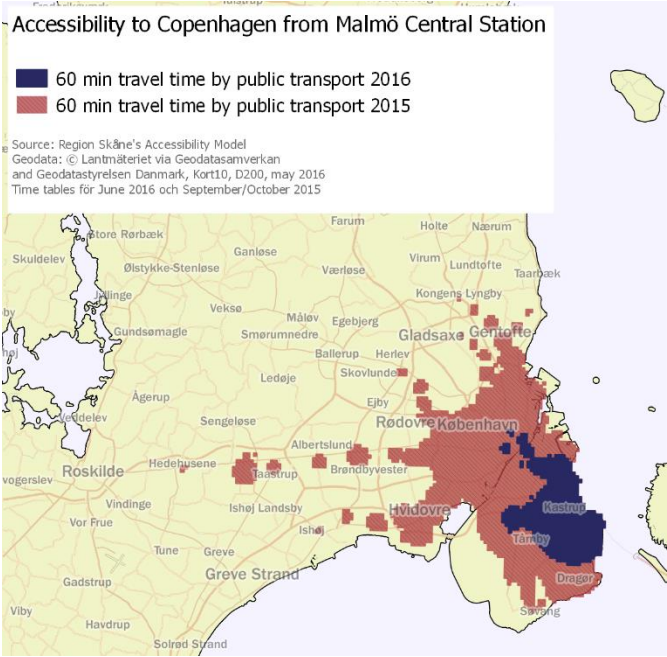 Accessibility to Copenhagen from Malmö Central Station
60 min travel time by public transport 2016
60 min travel time by public transport 2015
Source: Region Skåne's Accessibility Model
Geodata: © Lantmäteriet via Geodatasamverkan
and Geodatastyrelsen Danmark, Kort10, D200, may 2016
Time tables för June 2016 och September/October 2015
Farum
Holte
Nærum
Store Rørbæk
Ganløse
Skuldelev
Ølstykke-Stenløse
Værløse
Virum
Lundtofte
Taarbæk
Jyllinge
Kongens Lyngby
Veksø
Måløv
Egebjerg
Gundsømagle
Smørumnedre
Gladsaxe
Gentofte
Ballerup
Herlev
Ledøje
Skovlunde
Ågerup
Ejby
Veddelev
Sengeløse
Rødovre
København
Albertslund
Hedehusene
Roskilde
Taastrup
Brøndbyvester
Vindinge
Ishøj Landsby
Hvidovre
Kastrup
Vor Frue
Ishøj
Tårnby
Tune
Greve
Greve Strand
Dragør
Gadstrup
Søvang
Viby
Havdrup
Solrød Strand